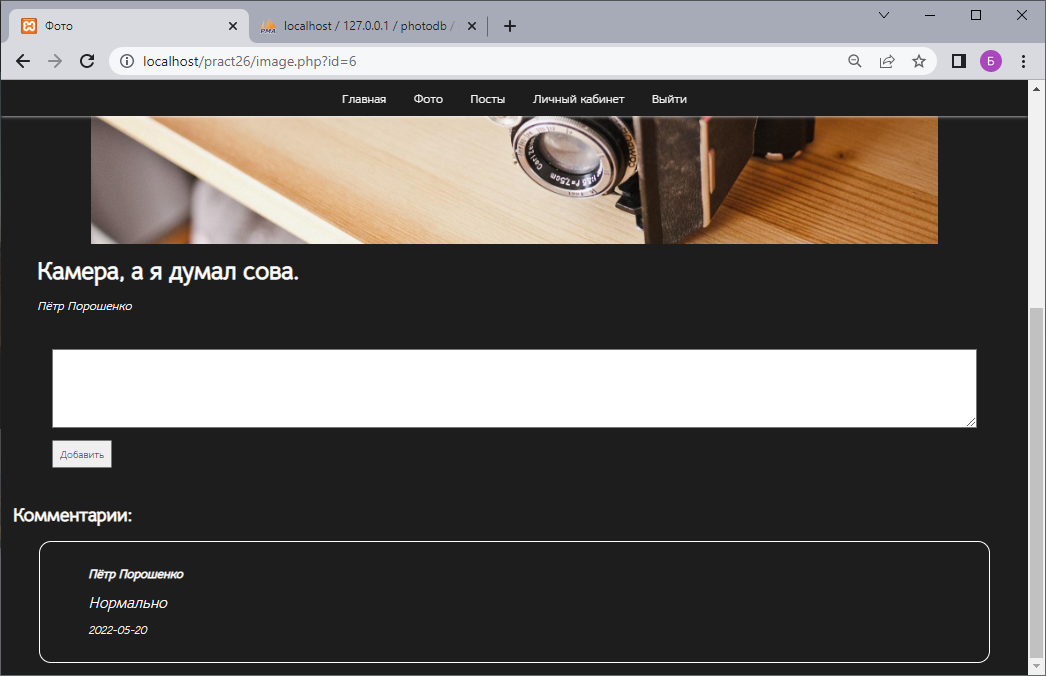 Фото
localhost / 127.0.0.1 / photodb /
localhost/pract26/image.php?id=6
Б
Главная Фото Посты Личный кабинет Выйти
Камера, а я думал сова.
Пётр Порошенко
Добавить
Комментарии:
Пётр Порошенко
Нормально
2022-05-20